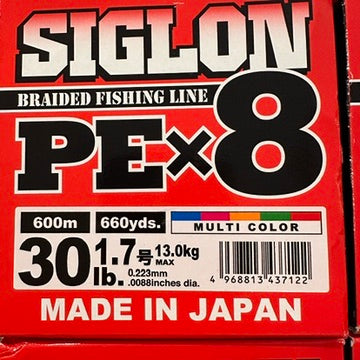 SIGLON
BRAIDED FISHING LINE
PE×8
600m 660yds. MULTI COLOR
30lb. 1.7号 13.0kg MAX
0.223mm
.0088inches dia.
4 968813 437122
MADE IN JAPAN